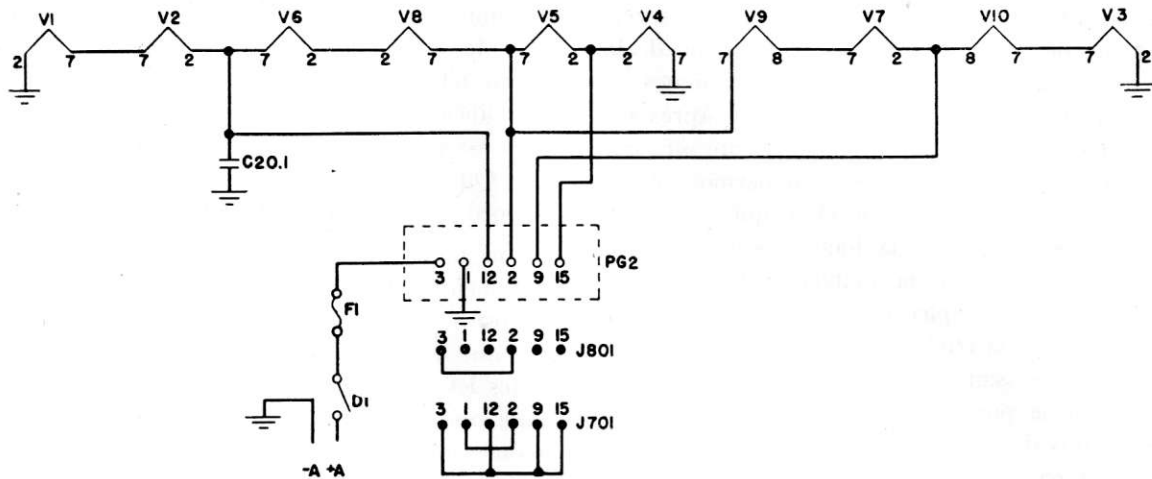 V1 V2 V6 V8 V5 V4 V9 V7 V10 V3
2 7 7 2 7 2 2 7 7 2 2 7 7 8 7 2 8 7 7 2
C20.1
3 1 12 2 9 15 PG2
F1
3 1 12 2 9 15 J801
D1
3 1 12 2 9 15 J701
-A +A